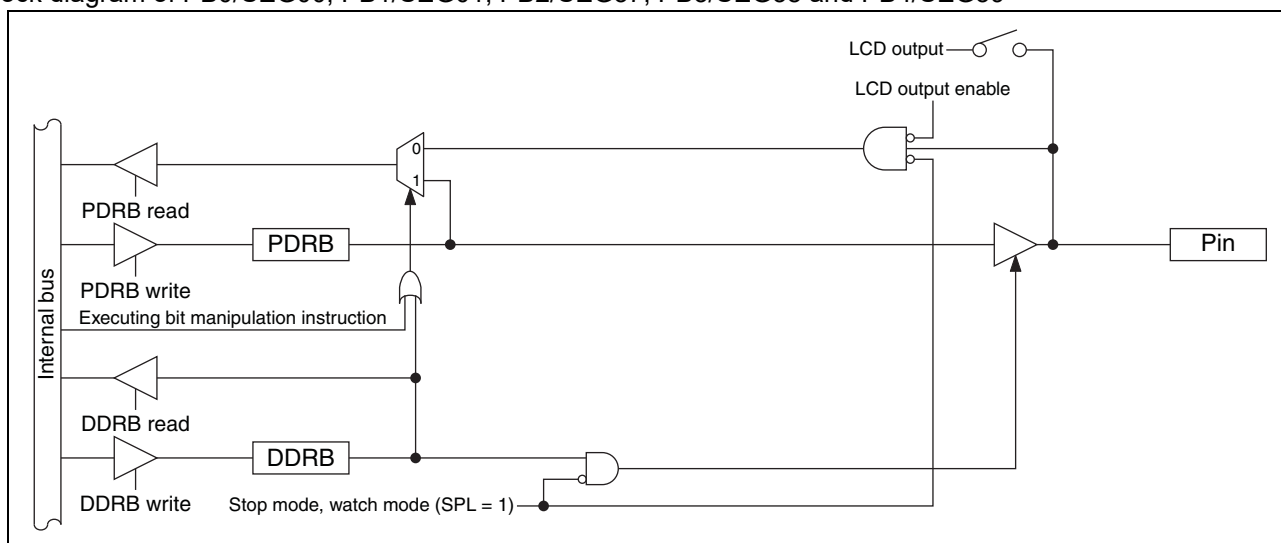 LCD output
LCD output enable
0
1
PDRB read
PDRB
Pin
PDRB write
Executing bit manipulation instruction
Internal bus
DDRB read
DDRB
DDRB write
Stop mode, watch mode (SPL = 1)